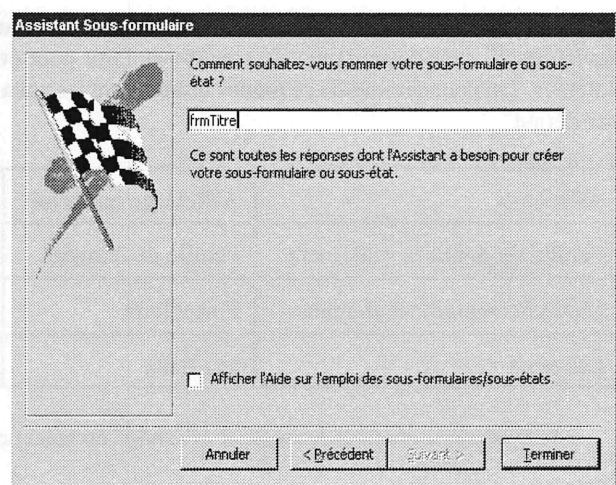 Assistant Sous-formulaire
Comment souhaitez-vous nommer votre sous-formulaire ou sous-
état ?
frmTitre
Ce sont toutes les réponses dont l'Assistant a besoin pour créer
votre sous-formulaire ou sous-état.
Afficher l'Aide sur l'emploi des sous-formulaires/sous-états.
Annuler
< Précédent
Suivant >
Terminer